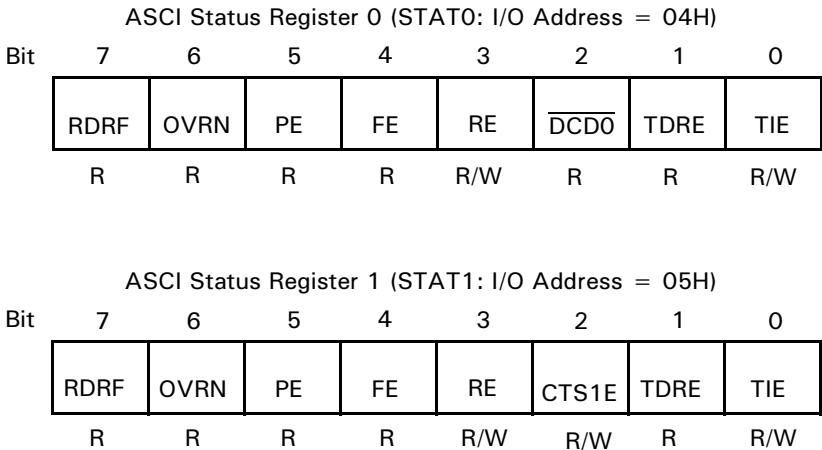 ASCI Status Register 0 (STAT0: I/O Address = 04H)
Bit 7 6 5 4 3 2 1 0
RDRF OVRN PE FE RE D̅C̅D̅0̅ TDRE TIE
R R R R R/W R R R/W
ASCI Status Register 1 (STAT1: I/O Address = 05H)
Bit 7 6 5 4 3 2 1 0
RDRF OVRN PE FE RE CTS1E TDRE TIE
R R R R R/W R/W R R/W